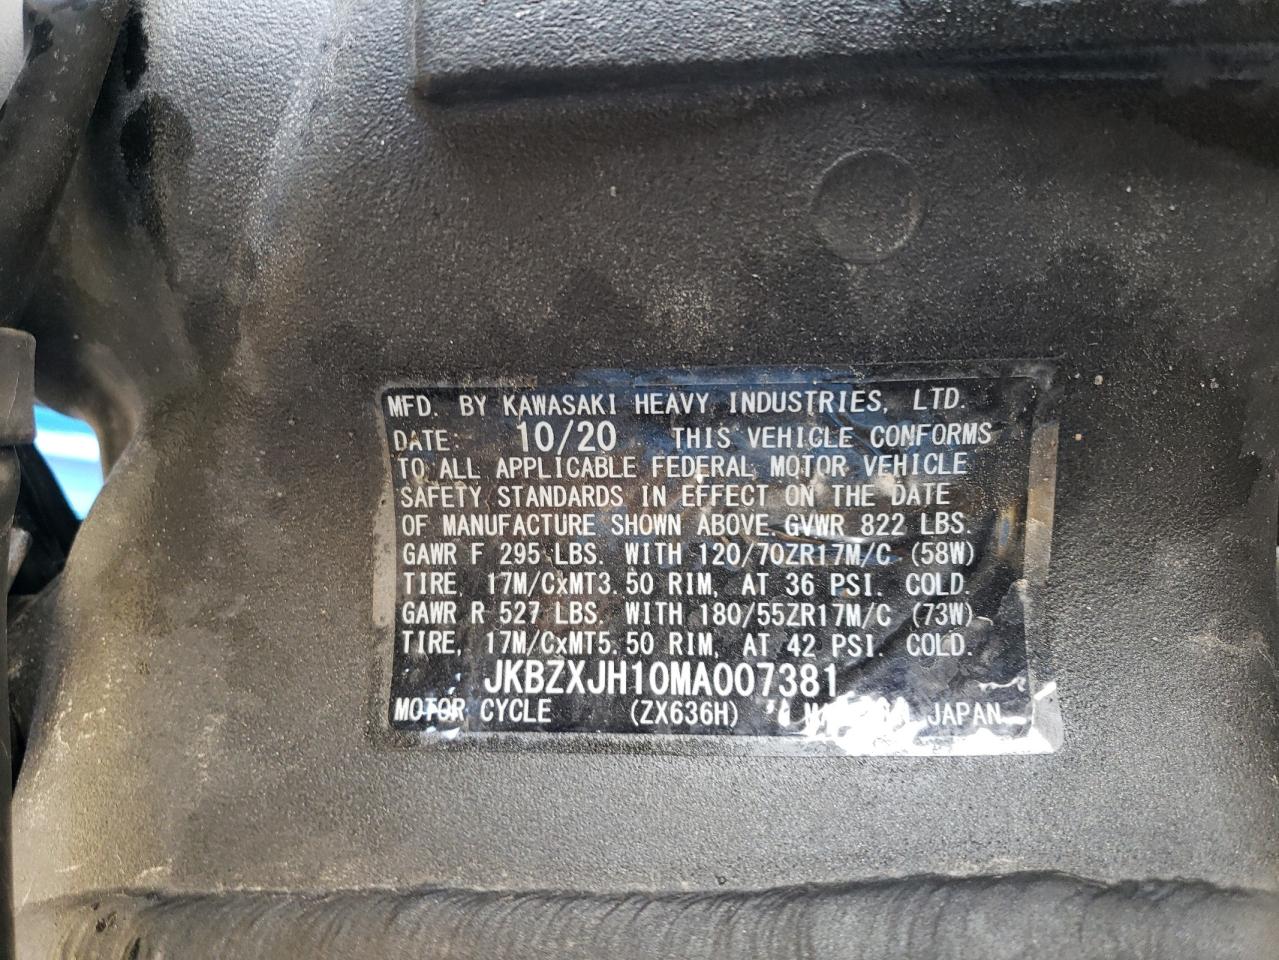 MFD. BY KAWASAKI HEAVY INDUSTRIES, LTD.
DATE: 10/20 THIS VEHICLE CONFORMS
TO ALL APPLICABLE FEDERAL MOTOR VEHICLE
SAFETY STANDARDS IN EFFECT ON THE DATE
OF MANUFACTURE SHOWN ABOVE. GVWR 822 LBS.
GAWR F 295 LBS. WITH 120/70ZR17M/C (58W)
TIRE, 17M/CxMT3.50 RIM, AT 36 PSI. COLD.
GAWR R 527 LBS. WITH 180/55ZR17M/C (73W)
TIRE, 17M/CxMT5.50 RIM, AT 42 PSI. COLD.
JKBZXJH10MA007381
MOTOR CYCLE (ZX636H) JAPAN